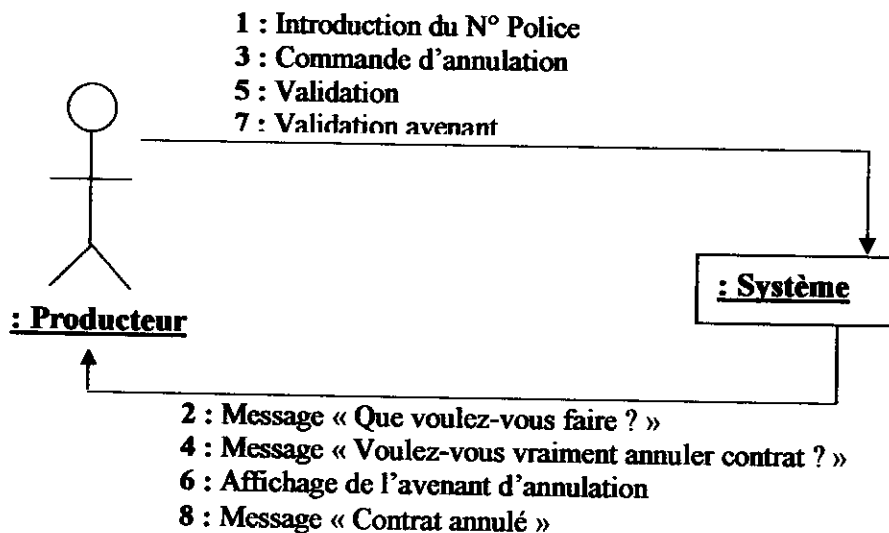 1 : Introduction du N° Police
3 : Commande d'annulation
5 : Validation
7 : Validation avenant
: Système
: Producteur
2 : Message « Que voulez-vous faire ? »
4 : Message « Voulez-vous vraiment annuler contrat ? »
6 : Affichage de l'avenant d'annulation
8 : Message « Contrat annulé »